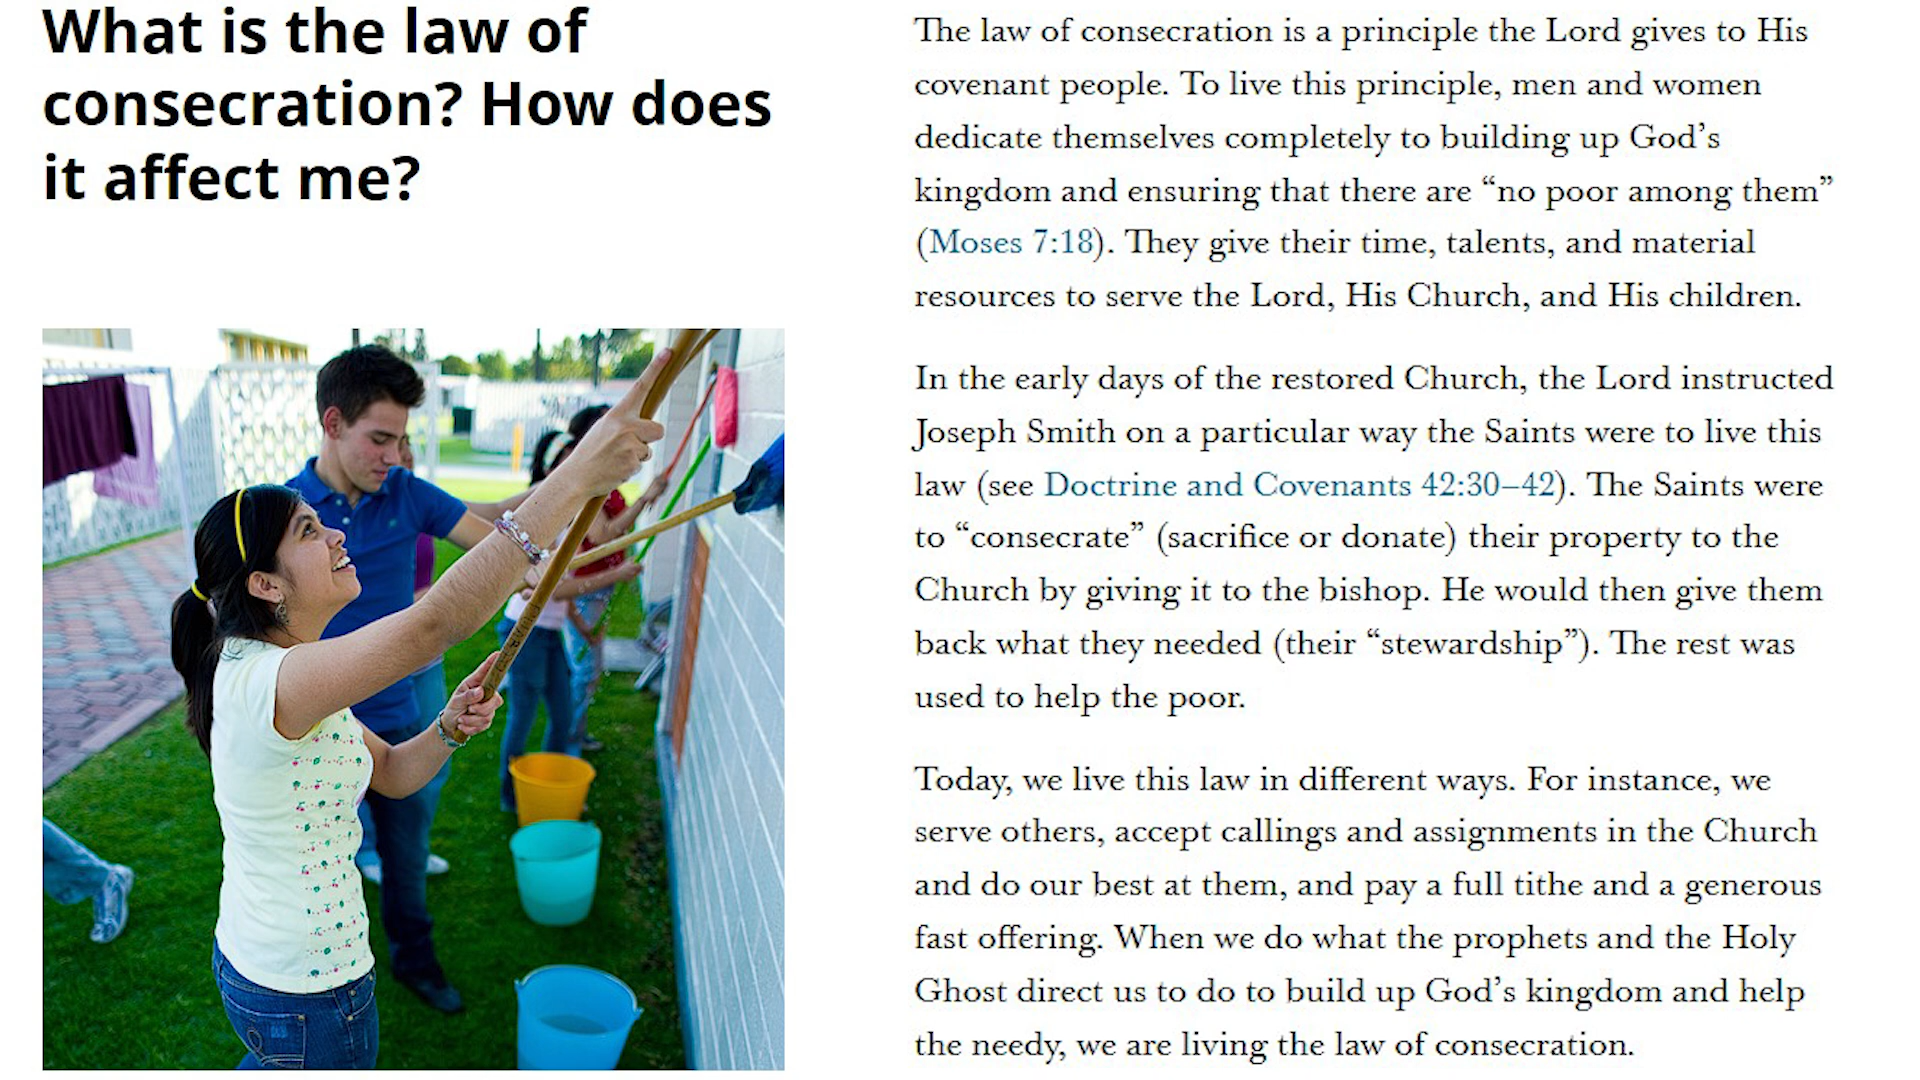 What is the law of
consecration? How does
it affect me?
The law of consecration is a principle the Lord gives to His
covenant people. To live this principle, men and women
dedicate themselves completely to building up God’s
kingdom and ensuring that there are “no poor among them”
(Moses 7:18). They give their time, talents, and material
resources to serve the Lord, His Church, and His children.
In the early days of the restored Church, the Lord instructed
Joseph Smith on a particular way the Saints were to live this
law (see Doctrine and Covenants 42:30–42). The Saints were
to “consecrate” (sacrifice or donate) their property to the
Church by giving it to the bishop. He would then give them
back what they needed (their “stewardship”). The rest was
used to help the poor.
Today, we live this law in different ways. For instance, we
serve others, accept callings and assignments in the Church
and do our best at them, and pay a full tithe and a generous
fast offering. When we do what the prophets and the Holy
Ghost direct us to do to build up God’s kingdom and help
the needy, we are living the law of consecration.